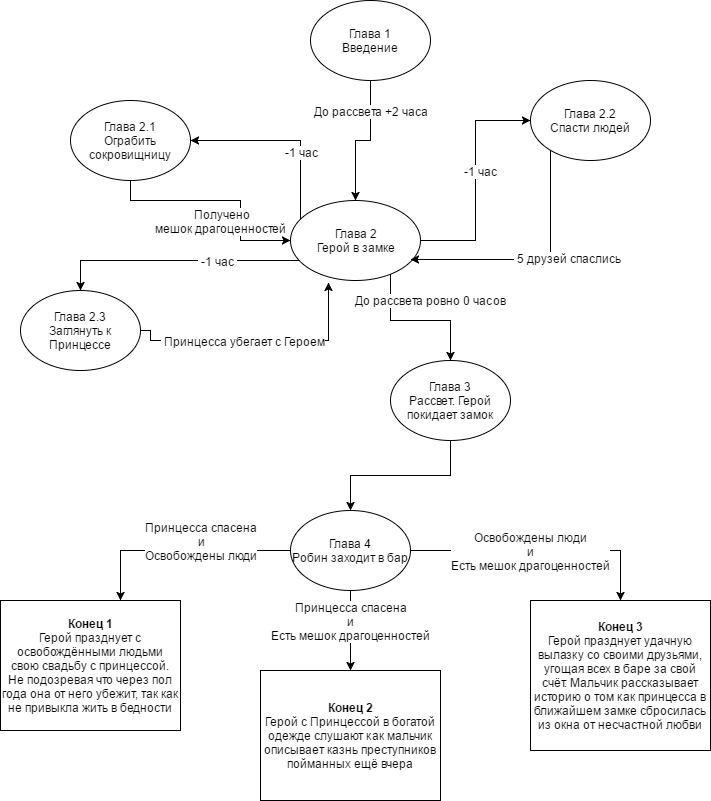 Глава 1
Введение
До рассвета +2 часа
Глава 2.1
Ограбить
сокровищницу
-1 час
Глава 2.2
Спасти людей
-1 час
Получено
мешок драгоценностей
Глава 2
Герой в замке
5 друзей спаслись
-1 час
Глава 2.3
Заглянуть к
Принцессе
Принцесса убегает с Героем
До рассвета ровно 0 часов
Глава 3
Рассвет. Герой
покидает замок
Глава 4
Робин заходит в бар
Принцесса спасена
и
Освобождены люди
Освобождены люди
и
Есть мешок драгоценностей
Принцесса спасена
и
Есть мешок драгоценностей
Конец 1
Герой празднует с
освобождёнными людьми
свою свадьбу с принцессой.
Не подозревая что через пол
года она от него убежит, так как
не привыкла жить в бедности
Конец 2
Герой с Принцессой в богатой
одежде слушают как мальчик
описывает казнь преступников
пойманных ещё вчера
Конец 3
Герой празднует удачную
вылазку со своими друзьями,
угощая всех в баре за свой
счёт. Мальчик рассказывает
историю о том как принцесса в
ближайшем замке сбросилась
из окна от несчастной любви